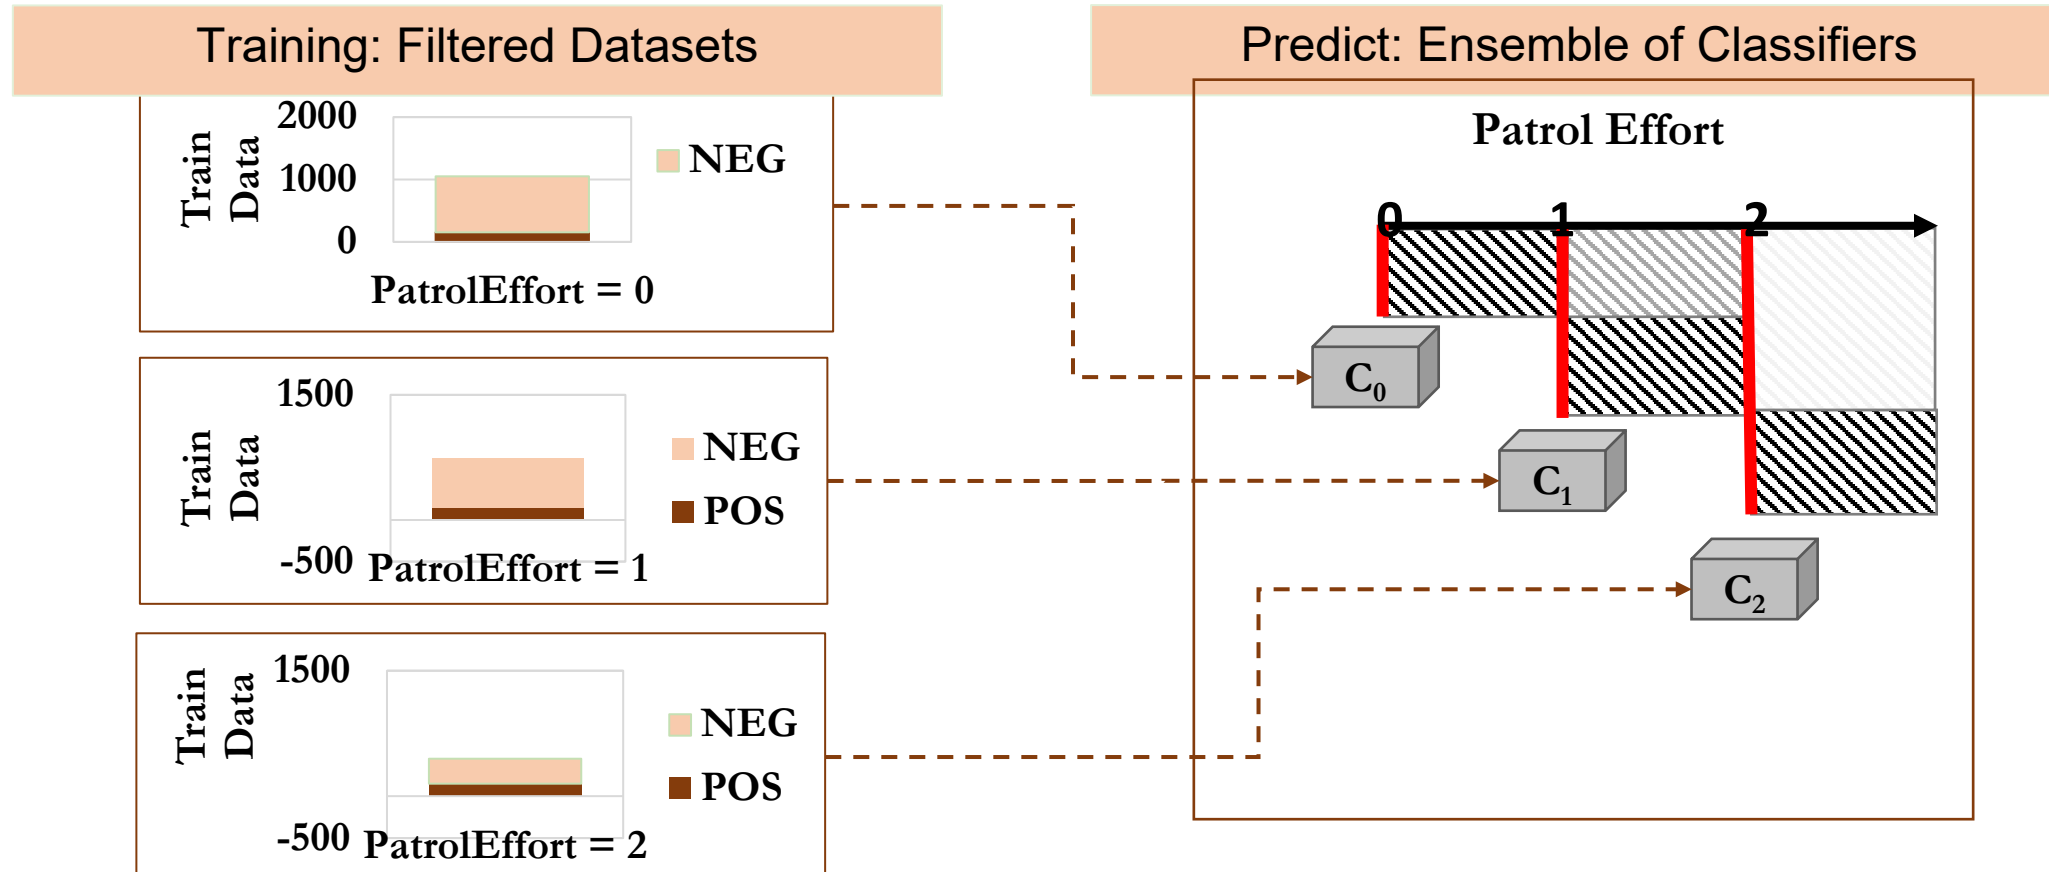 Training: Filtered Datasets
Train
Data
2000
1000
0
NEG
PatrolEffort = 0
Train
Data
1500
-500
NEG
POS
PatrolEffort = 1
Train
Data
1500
-500
NEG
POS
PatrolEffort = 2
Predict: Ensemble of Classifiers
Patrol Effort
0 1 2
C₀
C₁
C₂